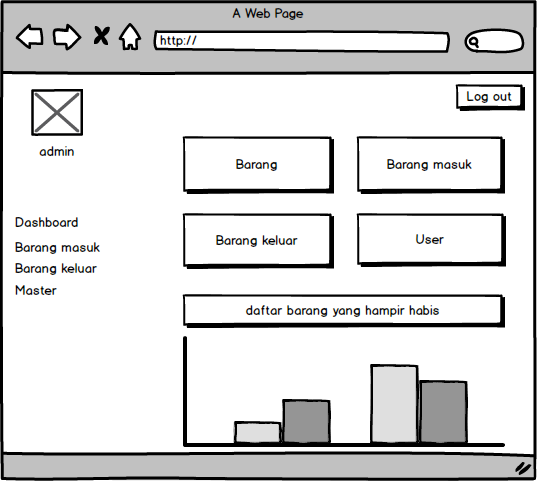 A Web Page
http://
Log out
admin
Barang
Barang masuk
Dashboard
Barang masuk
Barang keluar
Master
Barang keluar
User
daftar barang yang hampir habis